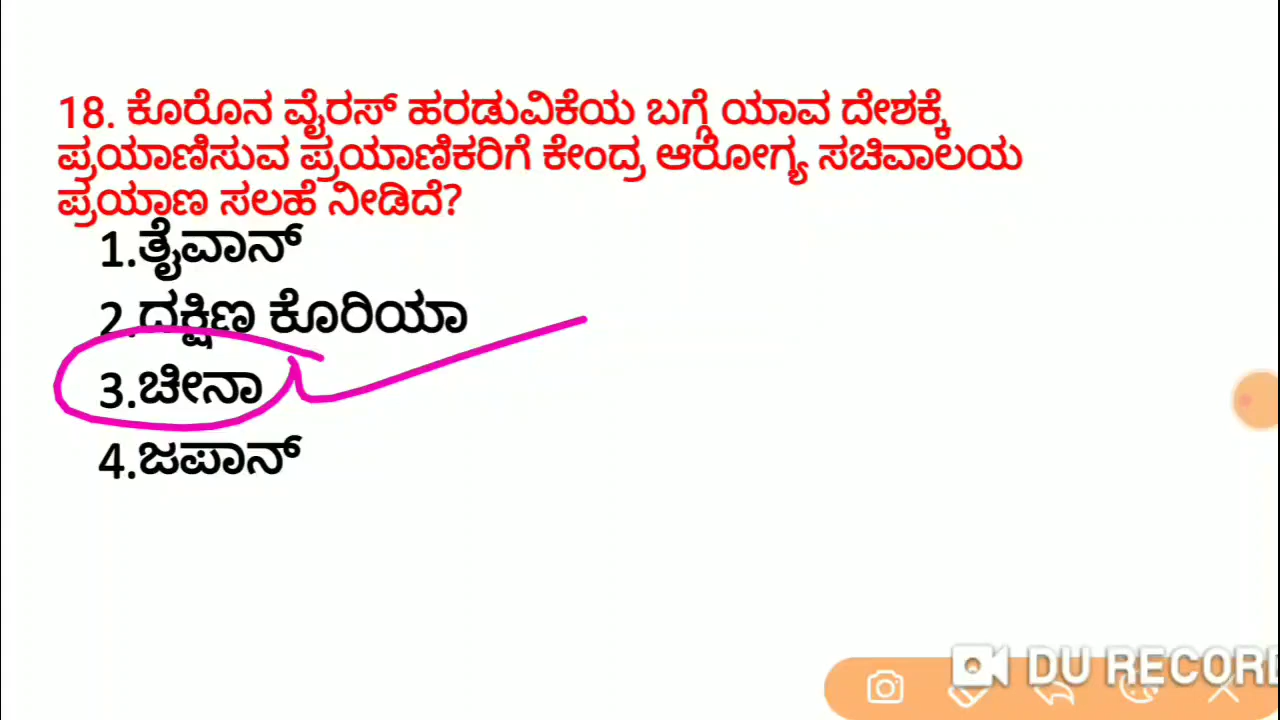 18. ಕೊರೊನ ವೈರಸ್ ಹರಡುವಿಕೆಯ ಬಗ್ಗೆ ಯಾವ ದೇಶಕ್ಕೆ
ಪ್ರಯಾಣಿಸುವ ಪ್ರಯಾಣಿಕರಿಗೆ ಕೇಂದ್ರ ಆರೋಗ್ಯ ಸಚಿವಾಲಯ
ಪ್ರಯಾಣ ಸಲಹೆ ನೀಡಿದೆ?
1.ತೈವಾನ್
2.ದಕ್ಷಿಣ ಕೊರಿಯಾ
3.ಚೀನಾ
4.ಜಪಾನ್
DU RECOR